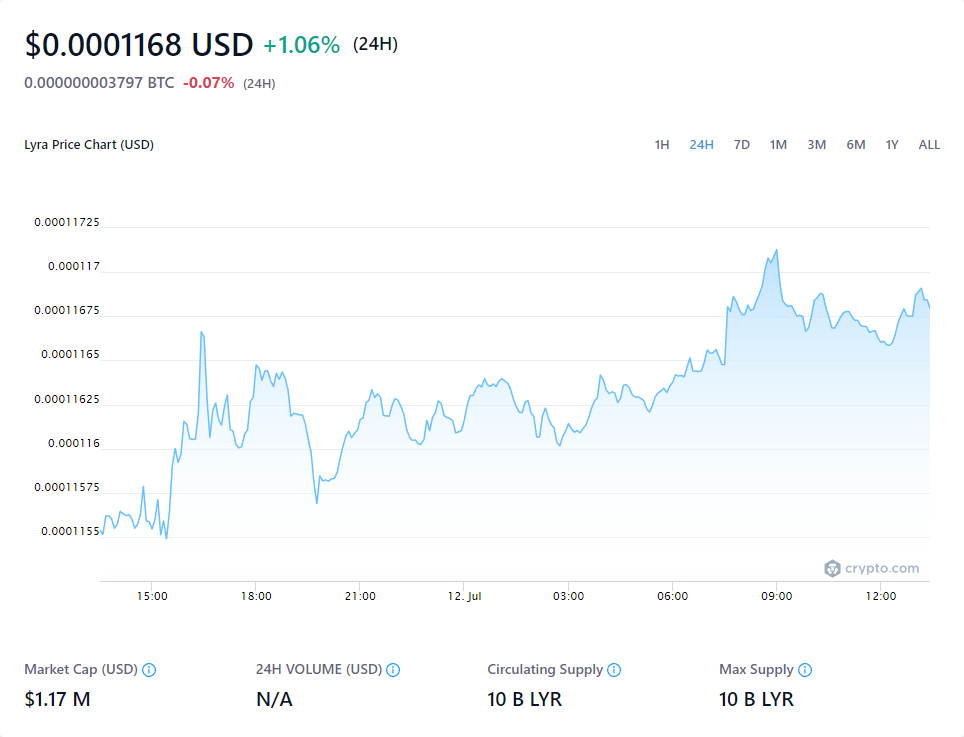 $0.0001168 USD +1.06% (24H)
0.000000003797 BTC -0.07% (24H)
Lyra Price Chart (USD) 1H 24H 7D 1M 3M 6M 1Y ALL
0.00011725
0.000117
0.00011675
0.0001165
0.00011625
0.000116
0.00011575
0.0001155
crypto.com
15:00 18:00 21:00 12. Jul 03:00 06:00 09:00 12:00
Market Cap (USD) 24H VOLUME (USD) Circulating Supply Max Supply
$1.17 M N/A 10 B LYR 10 B LYR